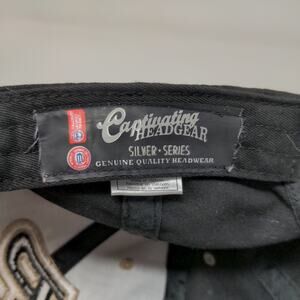 Captivating
HEADGEAR
SILVER • SERIES
GENUINE QUALITY HEADWEAR